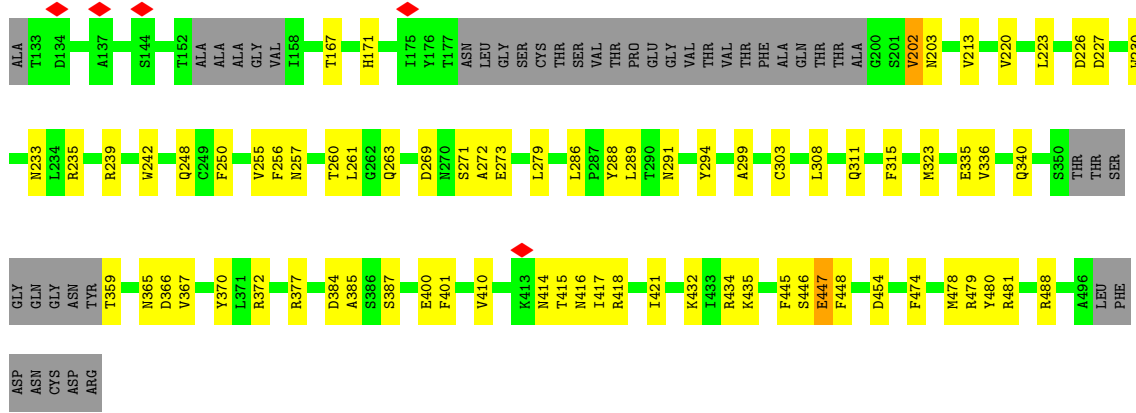 ALA T133 D134 A137 S144 T152 ALA ALA ALA GLY VAL I158 T167 H171 I175 Y176 T177 ASN LEU GLY SER CYS THR SER VAL THR PRO GLU GLY VAL THR VAL THR PHE ALA GLN THR THR ALA G200 S201 V202 N203 V213 V220 L223 D226 D227
N233 L234 R235 R239 W242 Q248 C249 F250 V255 F256 N257 T260 L261 G262 Q263 D269 N270 S271 A272 E273 L279 L286 P287 Y288 L289 T290 N291 Y294 A299 C303 L308 Q311 F315 M323 E335 V336 Q340 S350 THR THR SER
GLY GLN GLY ASN TYR T359 N365 D366 V367 Y370 L371 R372 R377 D384 A385 S386 S387 E400 F401 V410 K413 N414 T415 N416 I417 R418 I421 K432 I433 R434 K435 F445 S446 E447 F448 D454 F474 M478 R479 Y480 R481 R488 A496 LEU PHE
ASP ASN CYS ASP ARG